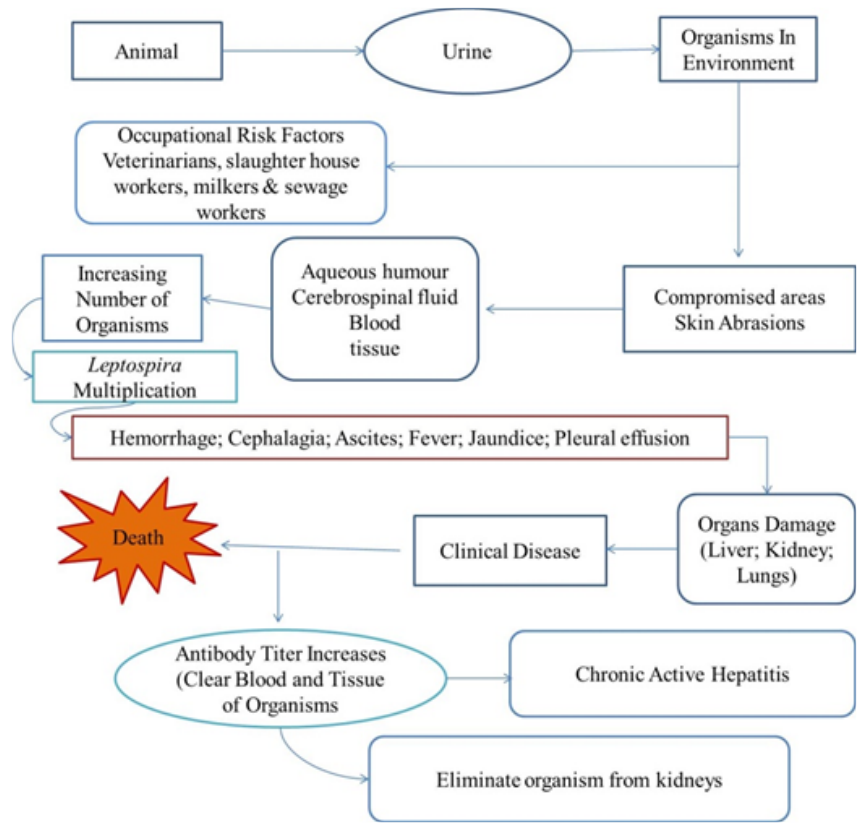 Animal
Urine
Organisms In
Environment
Occupational Risk Factors
Veterinarians, slaughter house
workers, milkers & sewage
workers
Increasing
Number of
Organisms
Aqueous humour
Cerebrospinal fluid
Blood
tissue
Compromised areas
Skin Abrasions
Leptospira
Multiplication
Hemorrhage; Cephalagia; Ascites; Fever; Jaundice; Pleural effusion
Death
Clinical Disease
Organs Damage
(Liver; Kidney;
Lungs)
Antibody Titer Increases
(Clear Blood and Tissue
of Organisms
Chronic Active Hepatitis
Eliminate organism from kidneys